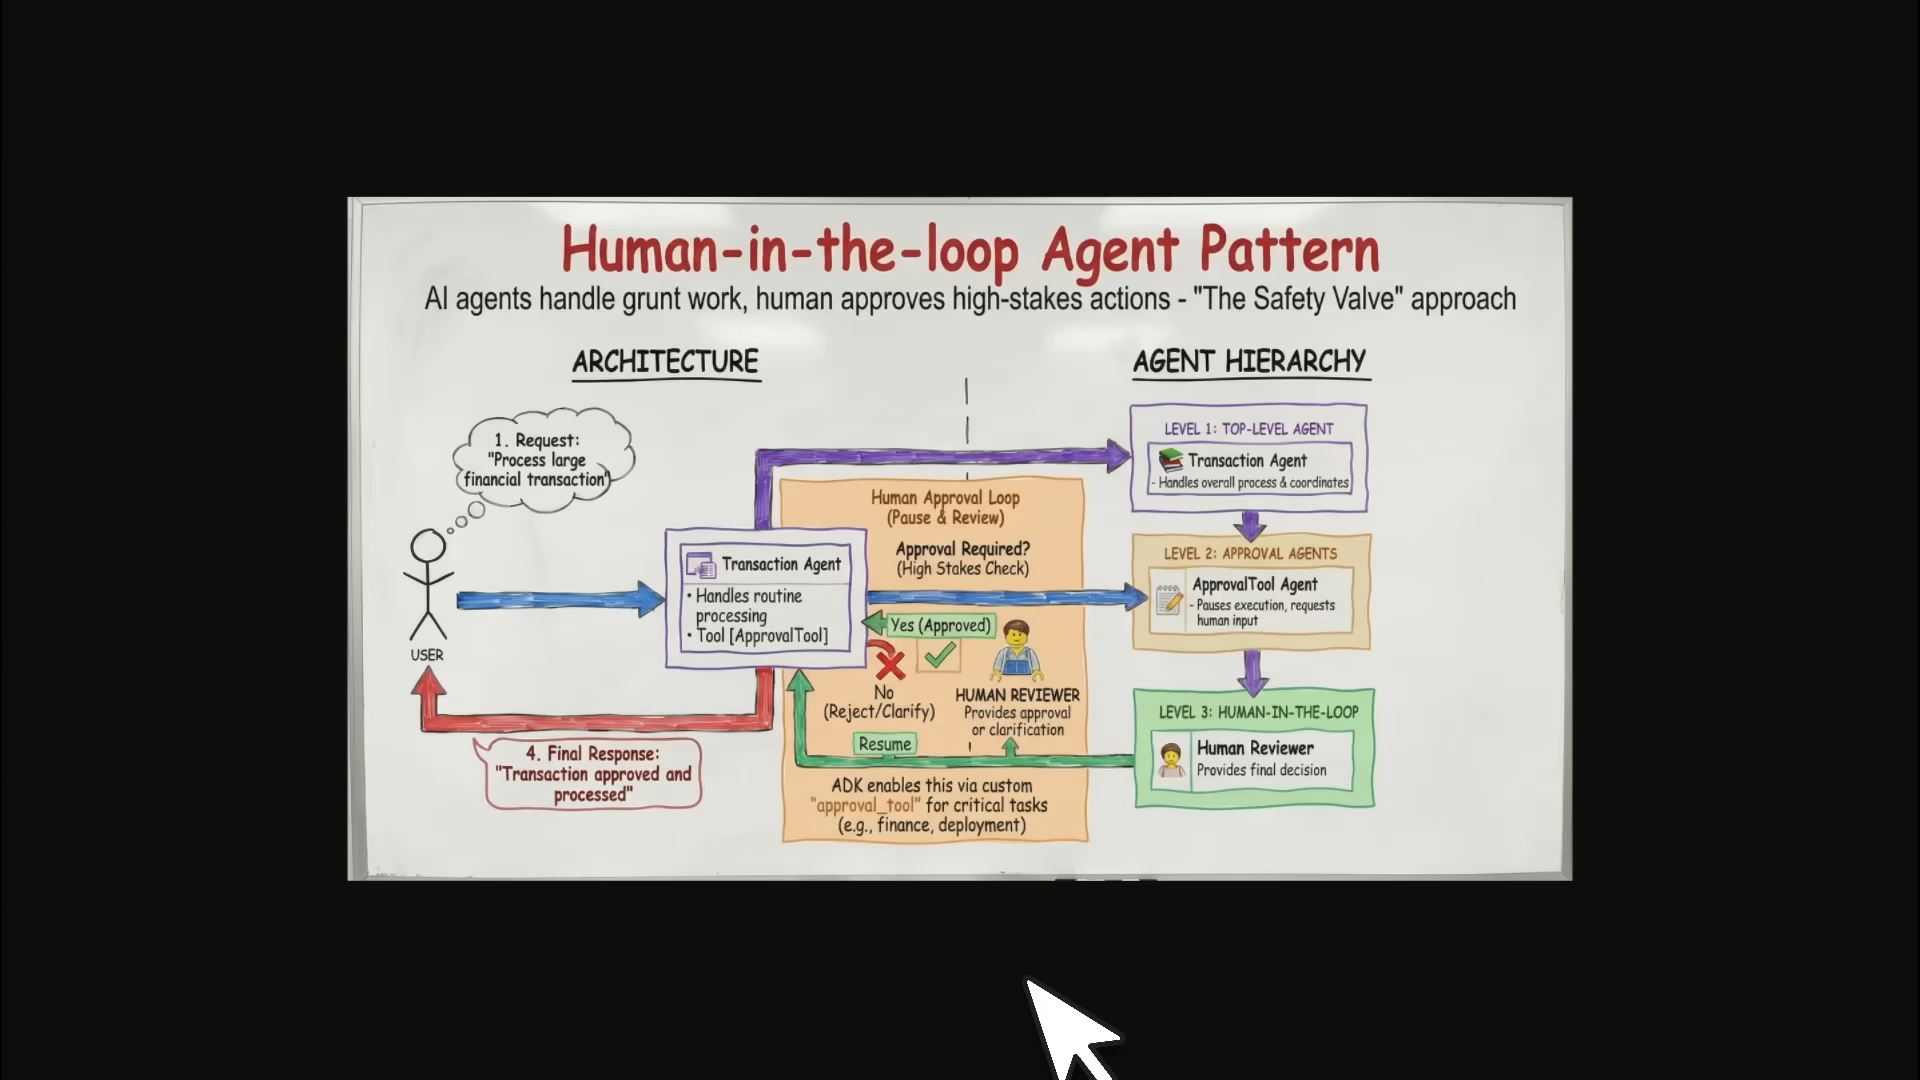 Human-in-the-loop Agent Pattern
AI agents handle grunt work, human approves high-stakes actions - "The Safety Valve" approach
ARCHITECTURE
1. Request:
"Process large
financial transaction"
USER
Transaction Agent
• Handles routine
processing
• Tool [ApprovalTool]
4. Final Response:
"Transaction approved and
processed"
Human Approval Loop
(Pause & Review)
Approval Required?
(High Stakes Check)
Yes (Approved)
No
(Reject/Clarify)
HUMAN REVIEWER
Provides approval
or clarification
Resume
ADK enables this via custom
"approval_tool" for critical tasks
(e.g., finance, deployment)
AGENT HIERARCHY
LEVEL 1: TOP-LEVEL AGENT
Transaction Agent
- Handles overall process & coordinates
LEVEL 2: APPROVAL AGENTS
ApprovalTool Agent
- Pauses execution, requests
human input
LEVEL 3: HUMAN-IN-THE-LOOP
Human Reviewer
Provides final decision